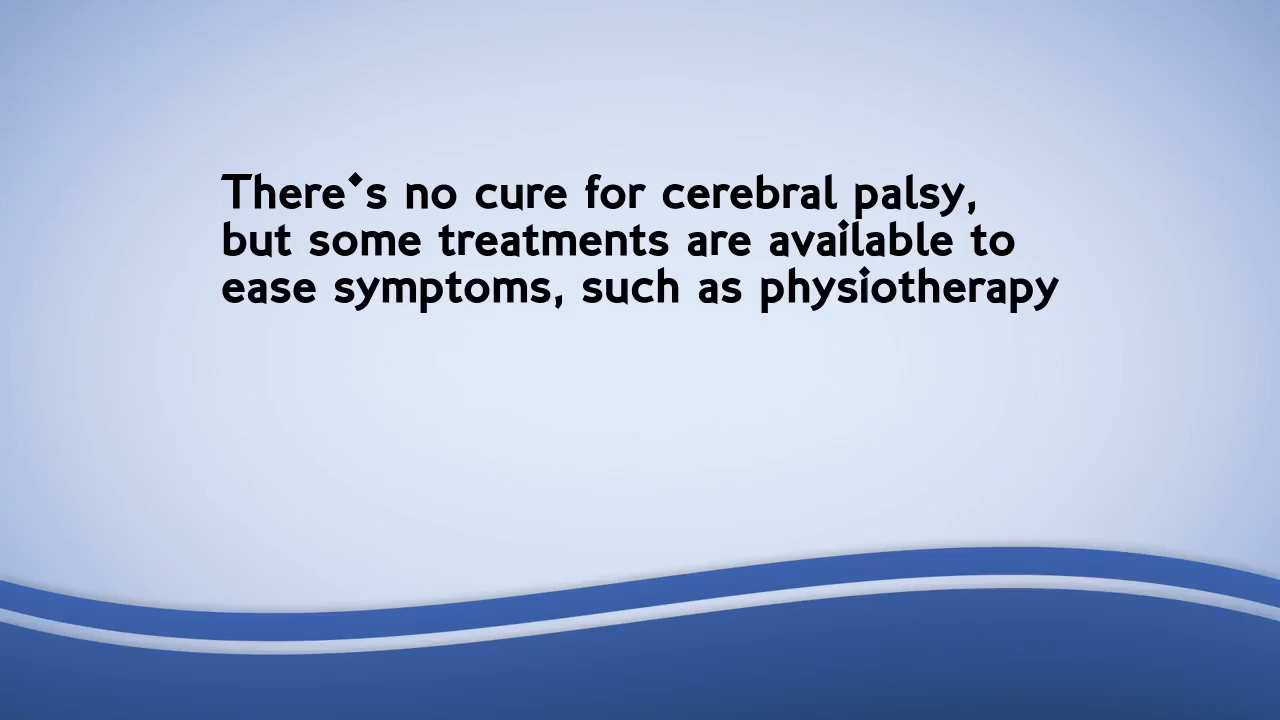 There's no cure for cerebral palsy,
but some treatments are available to
ease symptoms, such as physiotherapy